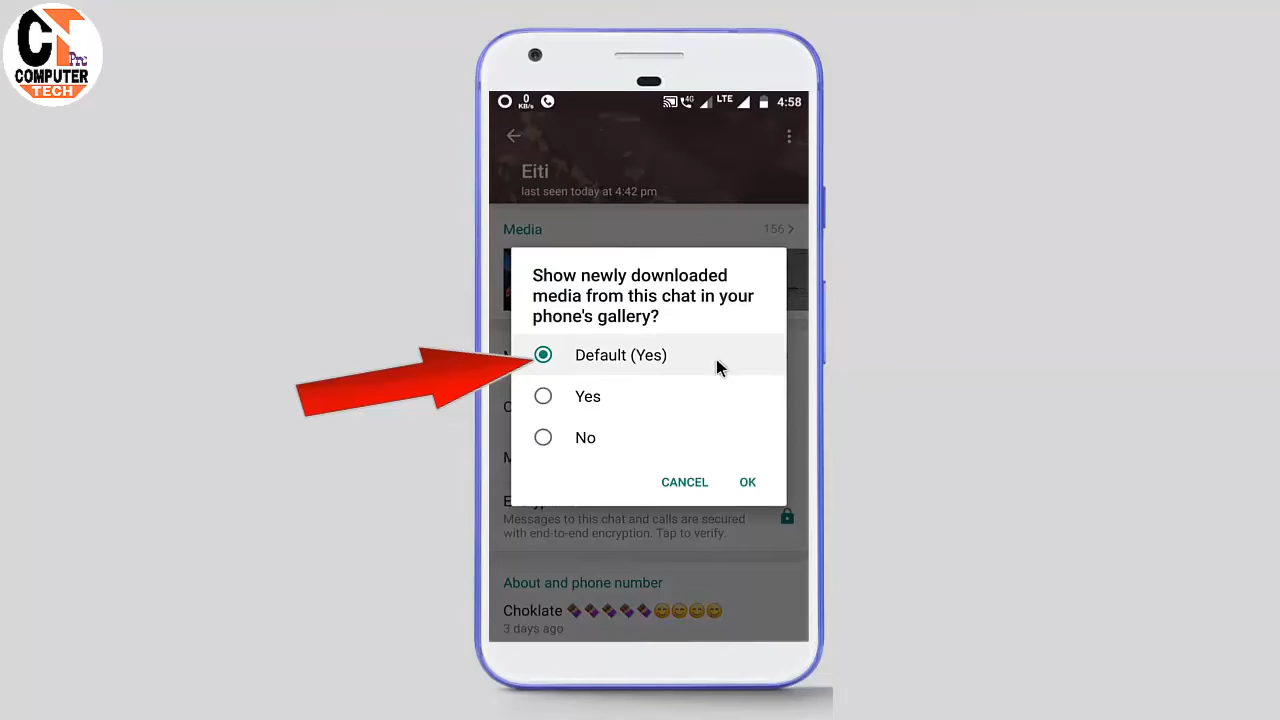 CT
Prc
COMPUTER
TECH
0
KB/s
4G
LTE
4:58
Eiti
last seen today at 4:42 pm
Media
156
Show newly downloaded
media from this chat in your
phone's gallery?
Default (Yes)
Yes
No
CANCEL
OK
Messages to this chat and calls are secured
with end-to-end encryption. Tap to verify.
About and phone number
Choklate 🍫🍫🍫🍫🍫😋😋😋😋
3 days ago